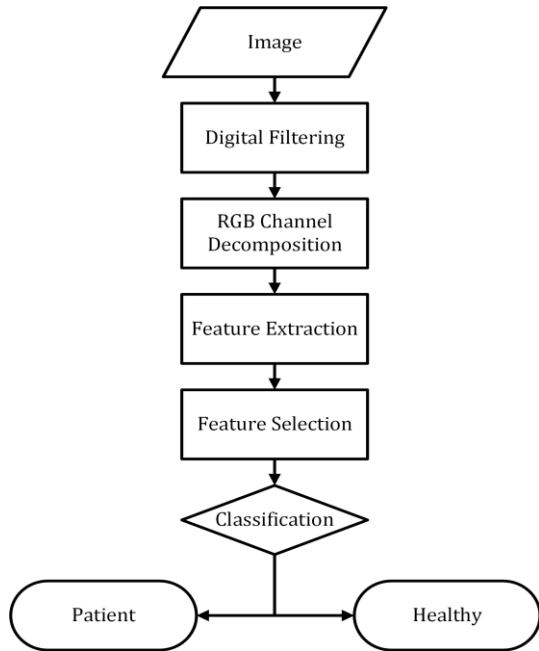 Image
Digital Filtering
RGB Channel
Decomposition
Feature Extraction
Feature Selection
Classification
Patient
Healthy